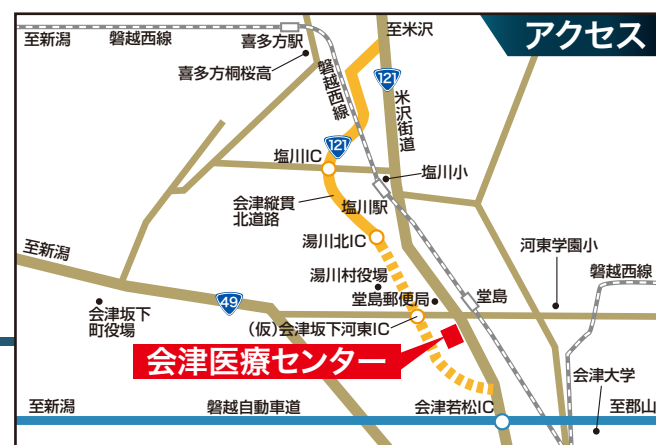 アクセス
至新潟
磐越西線
喜多方駅
至米沢
喜多方桐桜高
磐越西線
121
米沢街道
121
塩川IC
塩川小
会津縦貫
北道路
塩川駅
湯川北IC
至新潟
河東学園小
湯川村役場
磐越西線
49
堂島郵便局
堂島
会津坂下
町役場
（仮）会津坂下河東IC
会津医療センター
会津大学
至新潟
磐越自動車道
会津若松IC
至郡山